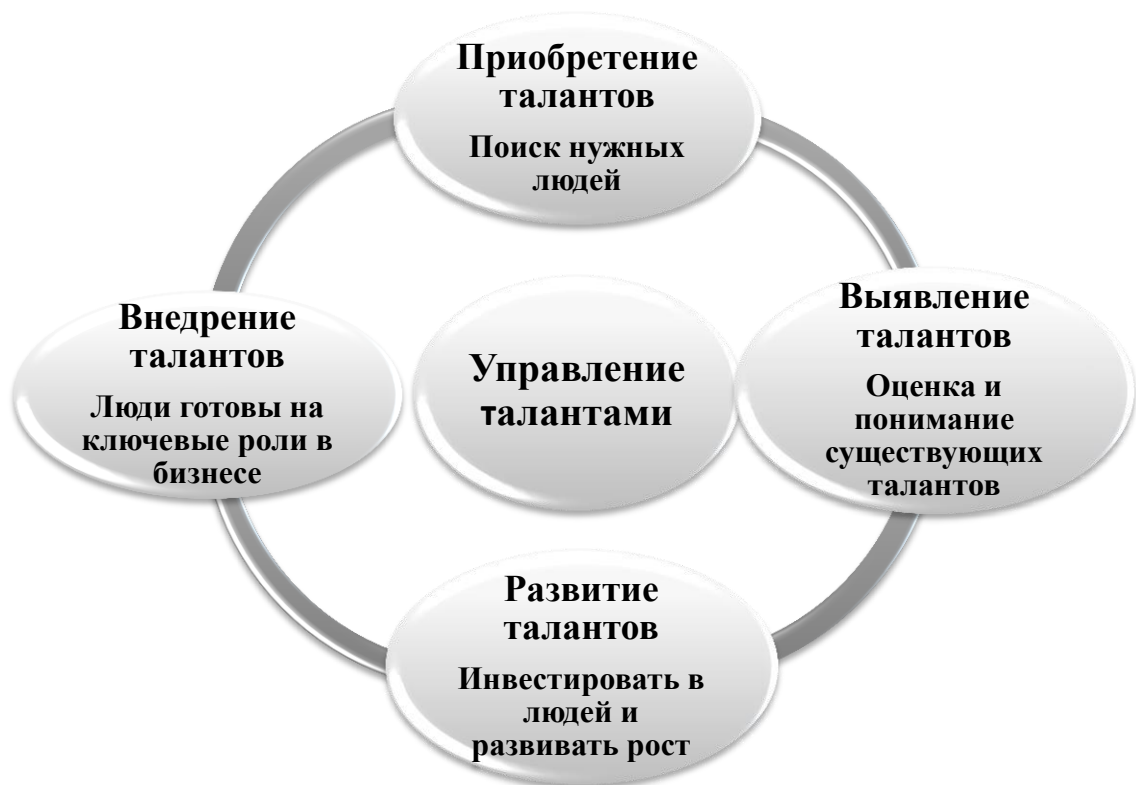 Приобретение
талантов
Поиск нужных
людей
Выявление
талантов
Оценка и
понимание
существующих
талантов
Развитие
талантов
Инвестировать в
людей и
развивать рост
Внедрение
талантов
Люди готовы на
ключевые роли в
бизнесе
Управление
талантами